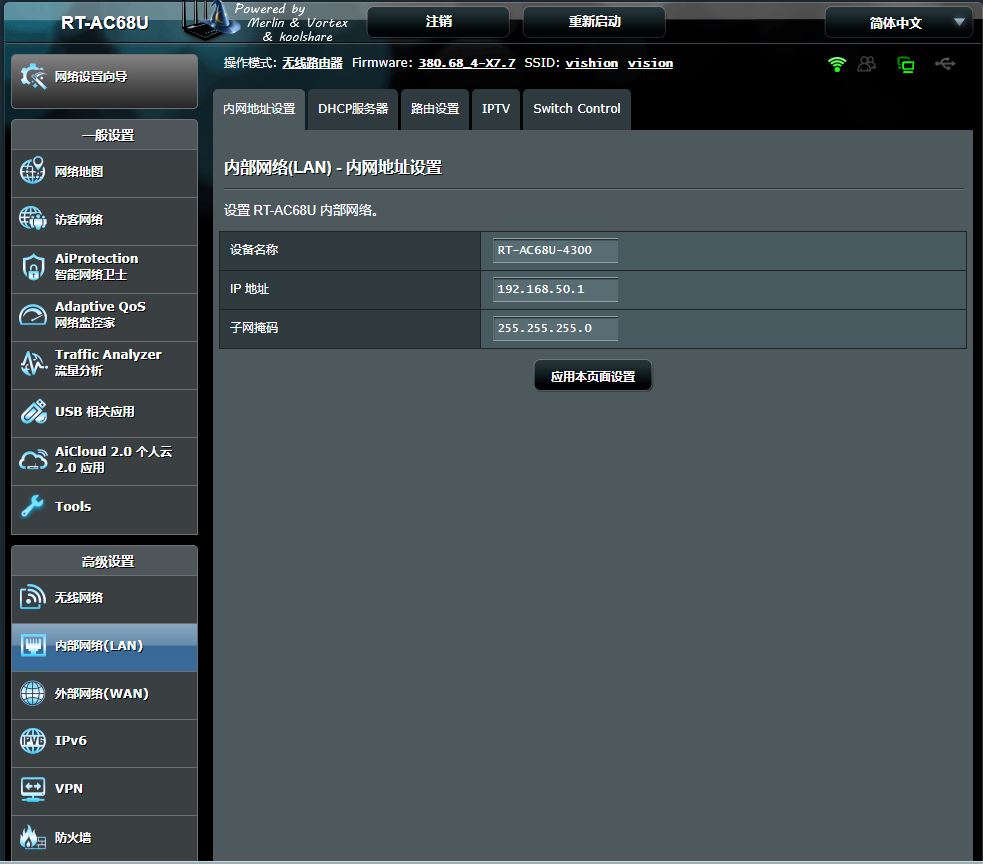 RT-AC68U
Powered by
Merlin & Vortex
& koolshare
注销
重新启动
简体中文
网络设置向导
操作模式: 无线路由器 Firmware: 380.68_4-X7.7 SSID: vishion vision
内网地址设置 DHCP服务器 路由设置 IPTV Switch Control
一般设置
网络地图
访客网络
AiProtection
智能网络卫士
Adaptive QoS
网络监控家
Traffic Analyzer
流量分析
USB 相关应用
AiCloud 2.0 个人云
2.0 应用
Tools
高级设置
无线网络
内部网络(LAN)
外部网络(WAN)
IPv6
VPN
防火墙
内部网络(LAN) - 内网地址设置
设置 RT-AC68U 内部网络。
设备名称 RT-AC68U-4300
IP 地址 192.168.50.1
子网掩码 255.255.255.0
应用本页面设置